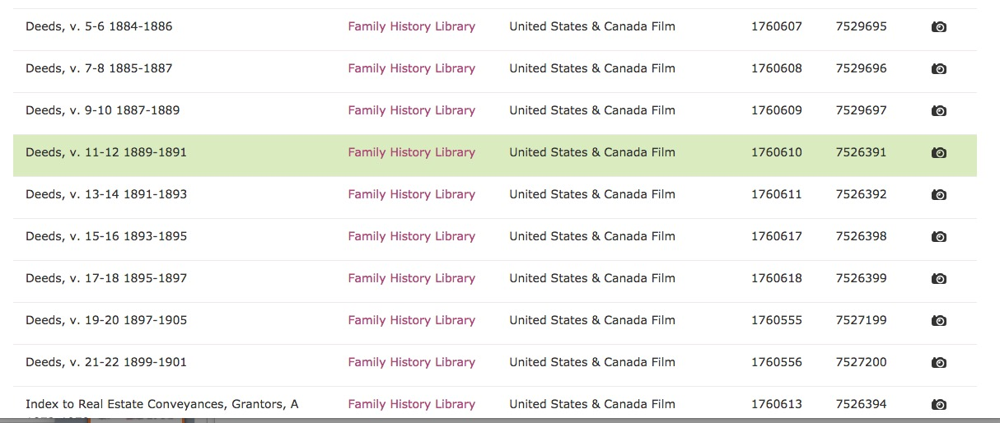 Deeds, v. 5-6 1884-1886 Family History Library United States & Canada Film 1760607 7529695
Deeds, v. 7-8 1885-1887 Family History Library United States & Canada Film 1760608 7529696
Deeds, v. 9-10 1887-1889 Family History Library United States & Canada Film 1760609 7529697
Deeds, v. 11-12 1889-1891 Family History Library United States & Canada Film 1760610 7526391
Deeds, v. 13-14 1891-1893 Family History Library United States & Canada Film 1760611 7526392
Deeds, v. 15-16 1893-1895 Family History Library United States & Canada Film 1760617 7526398
Deeds, v. 17-18 1895-1897 Family History Library United States & Canada Film 1760618 7526399
Deeds, v. 19-20 1897-1905 Family History Library United States & Canada Film 1760555 7527199
Deeds, v. 21-22 1899-1901 Family History Library United States & Canada Film 1760556 7527200
Index to Real Estate Conveyances, Grantors, A Family History Library United States & Canada Film 1760613 7526394